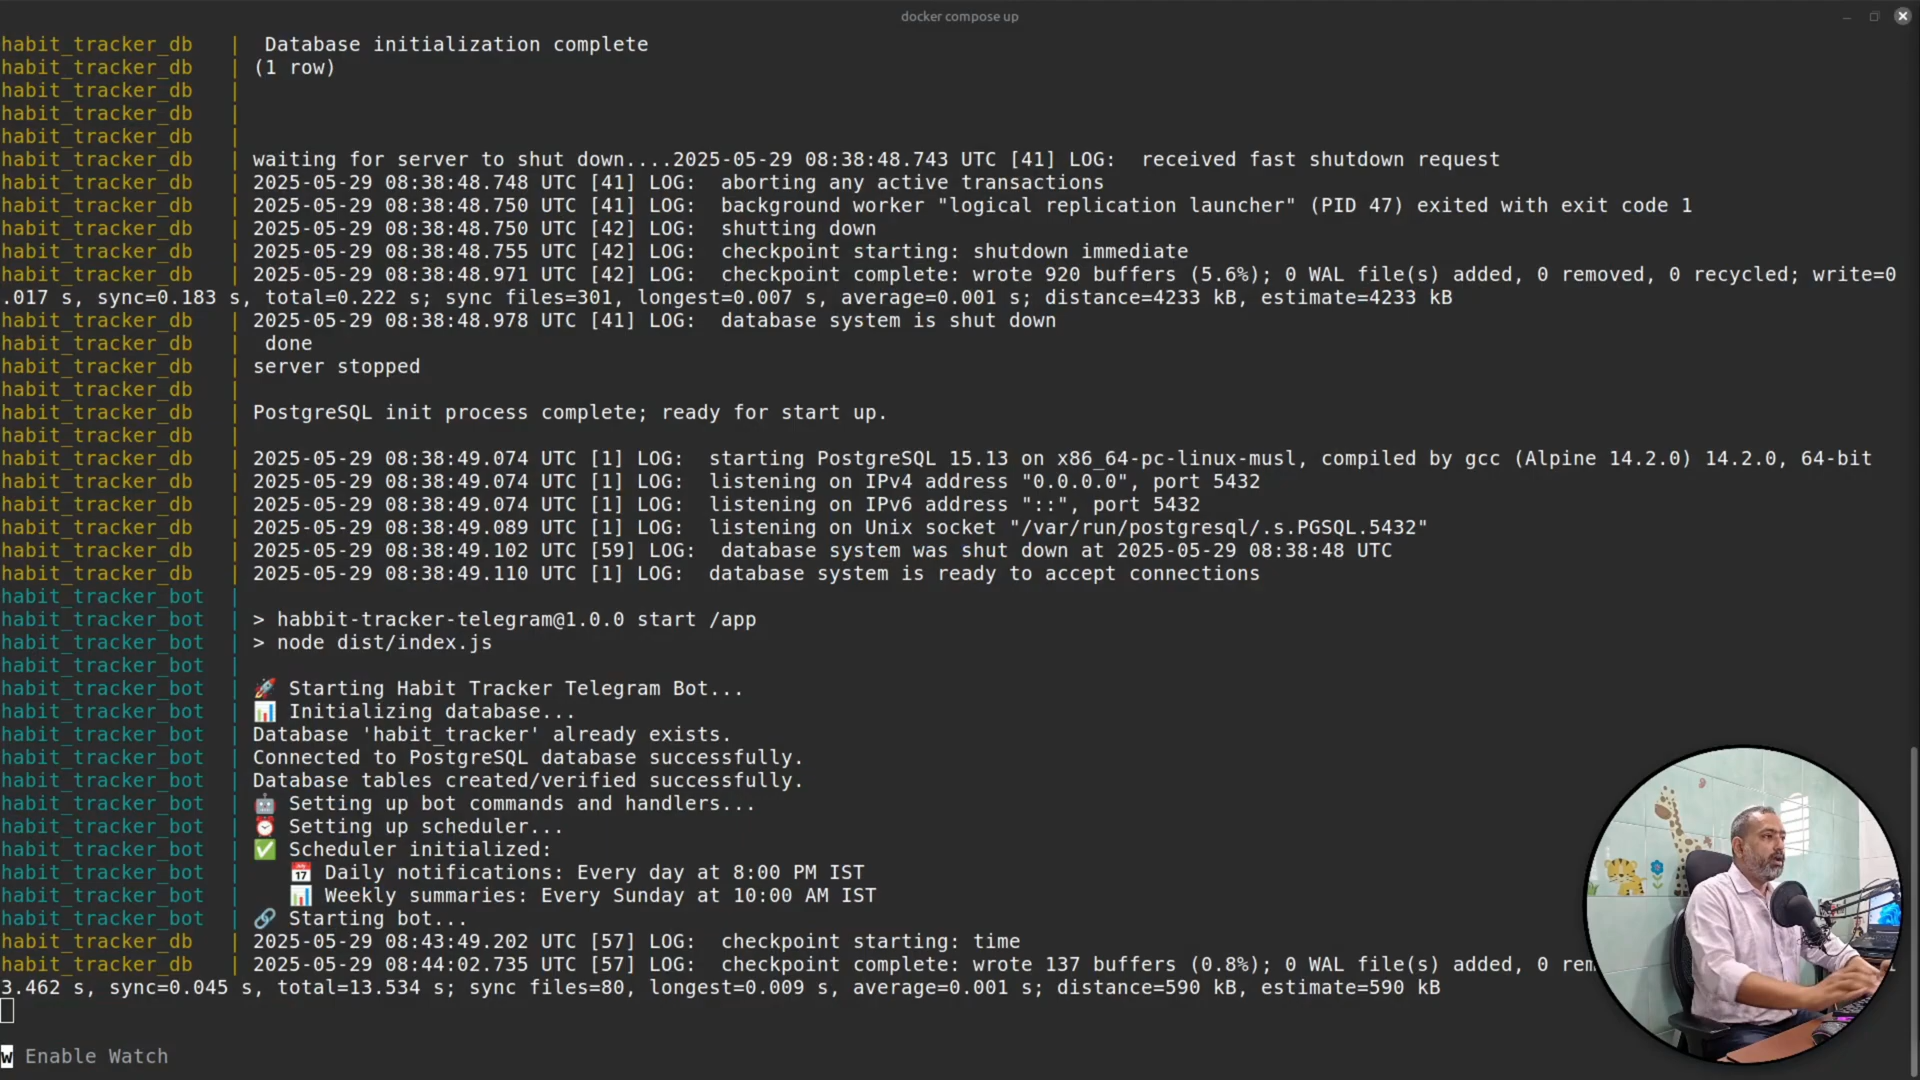 docker compose up
habit_tracker_db | Database initialization complete
habit_tracker_db | (1 row)
habit_tracker_db |
habit_tracker_db |
habit_tracker_db |
habit_tracker_db | waiting for server to shut down....2025-05-29 08:38:48.743 UTC [41] LOG: received fast shutdown request
habit_tracker_db | 2025-05-29 08:38:48.748 UTC [41] LOG: aborting any active transactions
habit_tracker_db | 2025-05-29 08:38:48.750 UTC [41] LOG: background worker "logical replication launcher" (PID 47) exited with exit code 1
habit_tracker_db | 2025-05-29 08:38:48.750 UTC [42] LOG: shutting down
habit_tracker_db | 2025-05-29 08:38:48.755 UTC [42] LOG: checkpoint starting: shutdown immediate
habit_tracker_db | 2025-05-29 08:38:48.971 UTC [42] LOG: checkpoint complete: wrote 920 buffers (5.6%); 0 WAL file(s) added, 0 removed, 0 recycled; write=0
.017 s, sync=0.183 s, total=0.222 s; sync files=301, longest=0.007 s, average=0.001 s; distance=4233 kB, estimate=4233 kB
habit_tracker_db | 2025-05-29 08:38:48.978 UTC [41] LOG: database system is shut down
habit_tracker_db | done
habit_tracker_db | server stopped
habit_tracker_db |
habit_tracker_db | PostgreSQL init process complete; ready for start up.
habit_tracker_db |
habit_tracker_db | 2025-05-29 08:38:49.074 UTC [1] LOG: starting PostgreSQL 15.13 on x86_64-pc-linux-musl, compiled by gcc (Alpine 14.2.0) 14.2.0, 64-bit
habit_tracker_db | 2025-05-29 08:38:49.074 UTC [1] LOG: listening on IPv4 address "0.0.0.0", port 5432
habit_tracker_db | 2025-05-29 08:38:49.074 UTC [1] LOG: listening on IPv6 address "::", port 5432
habit_tracker_db | 2025-05-29 08:38:49.089 UTC [1] LOG: listening on Unix socket "/var/run/postgresql/.s.PGSQL.5432"
habit_tracker_db | 2025-05-29 08:38:49.102 UTC [59] LOG: database system was shut down at 2025-05-29 08:38:48 UTC
habit_tracker_db | 2025-05-29 08:38:49.110 UTC [1] LOG: database system is ready to accept connections
habit_tracker_bot |
habit_tracker_bot | > habbit-tracker-telegram@1.0.0 start /app
habit_tracker_bot | > node dist/index.js
habit_tracker_bot |
habit_tracker_bot | 🚀 Starting Habit Tracker Telegram Bot...
habit_tracker_bot | 📊 Initializing database...
habit_tracker_bot | Database 'habit_tracker' already exists.
habit_tracker_bot | Connected to PostgreSQL database successfully.
habit_tracker_bot | Database tables created/verified successfully.
habit_tracker_bot | 🤖 Setting up bot commands and handlers...
habit_tracker_bot | ⏰ Setting up scheduler...
habit_tracker_bot | ✅ Scheduler initialized:
habit_tracker_bot | 📅 Daily notifications: Every day at 8:00 PM IST
habit_tracker_bot | 📊 Weekly summaries: Every Sunday at 10:00 AM IST
habit_tracker_bot | 🔗 Starting bot...
habit_tracker_db | 2025-05-29 08:43:49.202 UTC [57] LOG: checkpoint starting: time
habit_tracker_db | 2025-05-29 08:44:02.735 UTC [57] LOG: checkpoint complete: wrote 137 buffers (0.8%); 0 WAL file(s) added, 0
3.462 s, sync=0.045 s, total=13.534 s; sync files=80, longest=0.009 s, average=0.001 s; distance=590 kB, estimate=590 kB
w Enable Watch